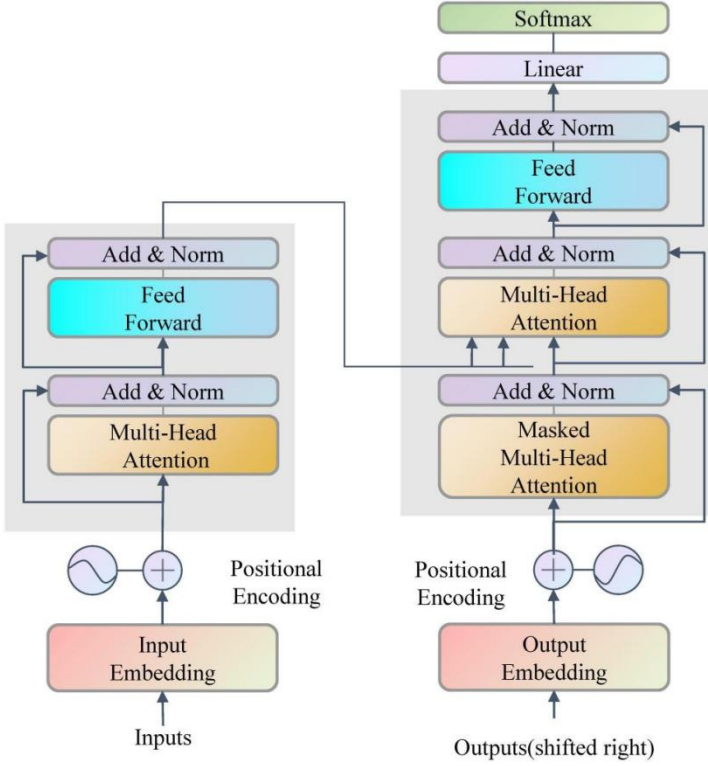 Softmax
Linear
Add & Norm
Feed
Forward
Add & Norm
Multi-Head
Attention
Add & Norm
Masked
Multi-Head
Attention
Positional
Encoding
Output
Embedding
Outputs(shifted right)
Add & Norm
Feed
Forward
Add & Norm
Multi-Head
Attention
Positional
Encoding
Input
Embedding
Inputs